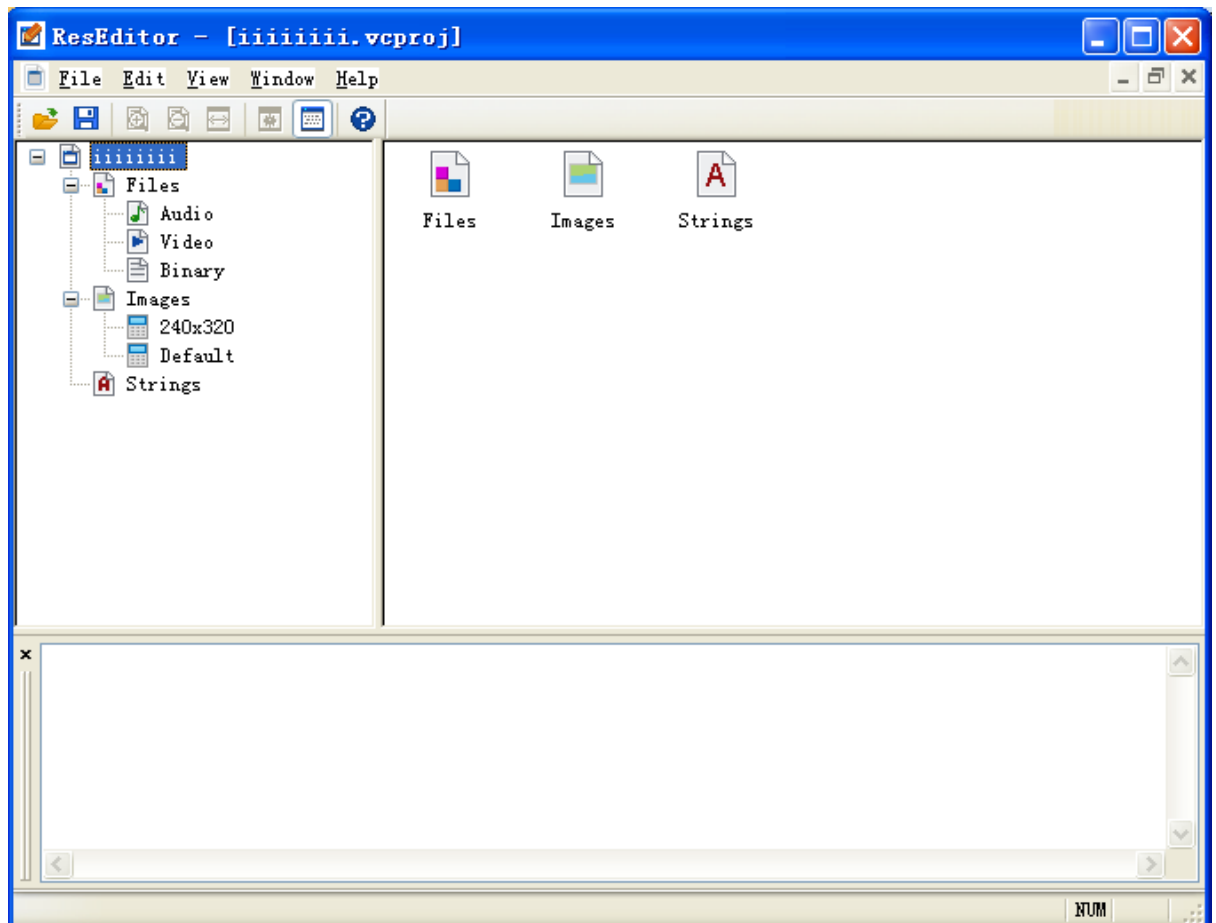 ResEditor - [iiiiiiii.vcproj]
File Edit View Window Help
iiiiiiii
Files
Audio
Video
Binary
Images
240x320
Default
Strings
Files Images Strings
NUM